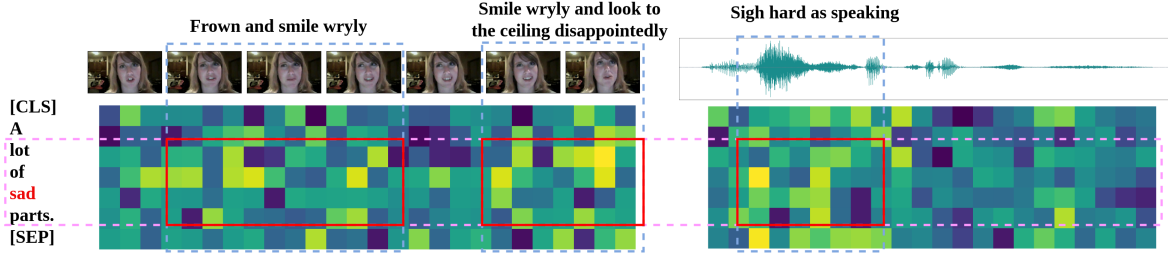 Frown and smile wryly
Smile wryly and look to
the ceiling disappointedly
Sigh hard as speaking
[CLS]
A
lot
of
sad
parts.
[SEP]